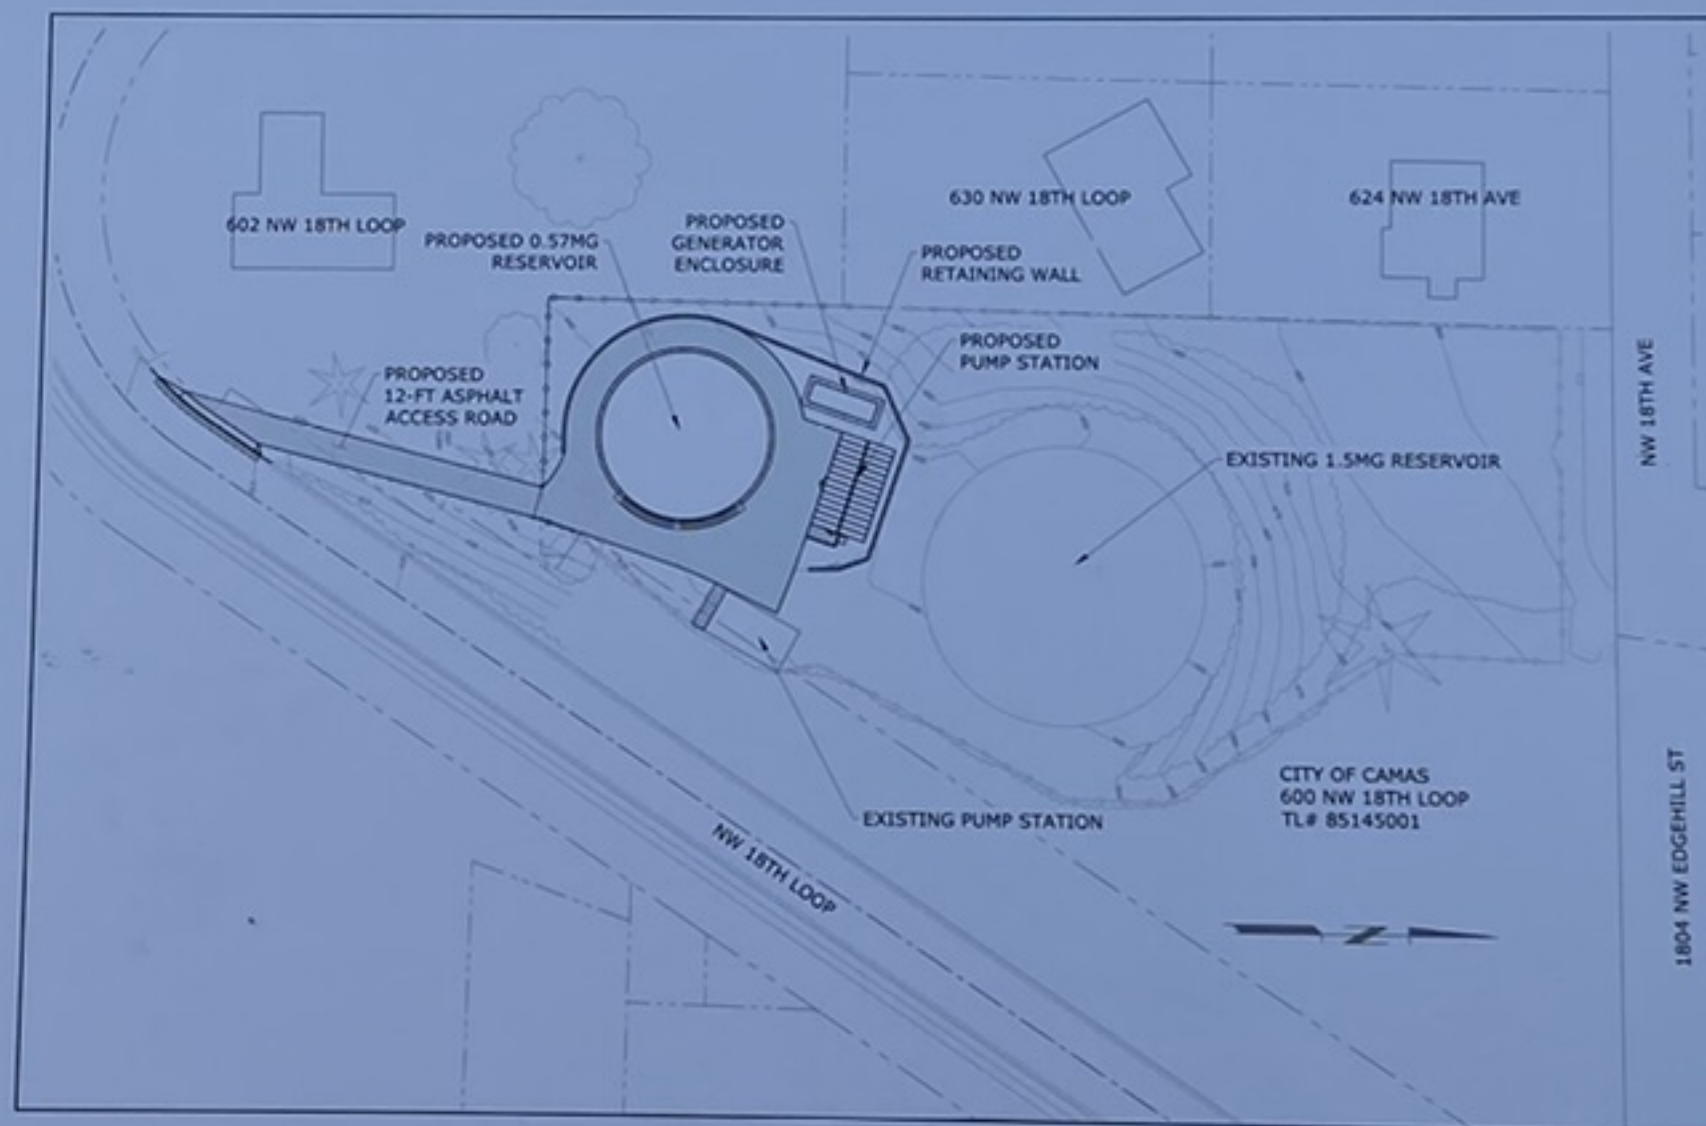 602 NW 18TH LOOP
PROPOSED 0.57MG
RESERVOIR
PROPOSED
GENERATOR
ENCLOSURE
PROPOSED
RETAINING WALL
630 NW 18TH LOOP
624 NW 18TH AVE
PROPOSED
PUMP STATION
PROPOSED
12-FT ASPHALT
ACCESS ROAD
EXISTING 1.5MG RESERVOIR
NW 18TH AVE
EXISTING PUMP STATION
NW 18TH LOOP
CITY OF CAMAS
600 NW 18TH LOOP
TL# 85145001
1804 NW EDGEHILL ST
Z